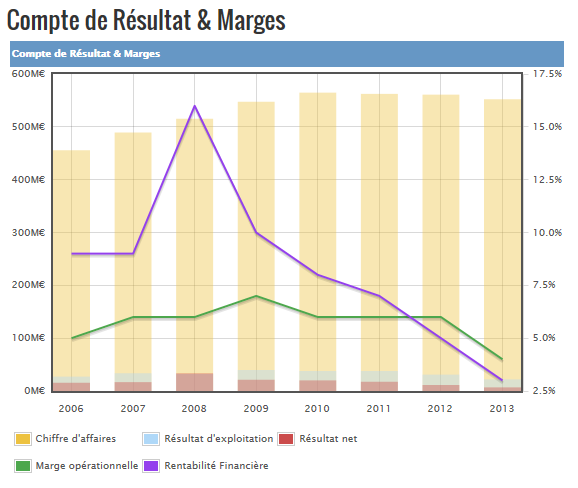 Compte de Résultat & Marges
Compte de Résultat & Marges
600M€ 17.5%
500M€ 15.0%
400M€ 12.5%
300M€ 10.0%
200M€ 7.5%
100M€ 5.0%
0M€ 2.5%
2006 2007 2008 2009 2010 2011 2012 2013
Chiffre d'affaires Résultat d'exploitation Résultat net
Marge opérationnelle Rentabilité Financière